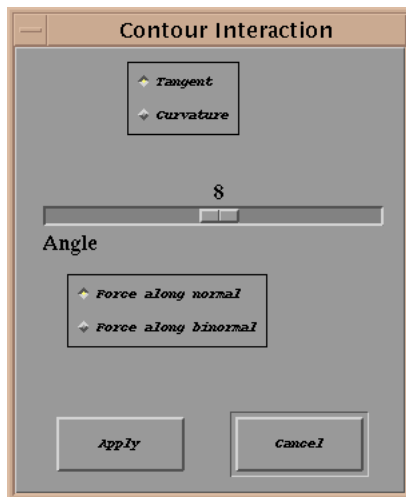 Contour Interaction
Tangent
Curvature
8
Angle
Force along normal
Force along binormal
Apply
Cancel